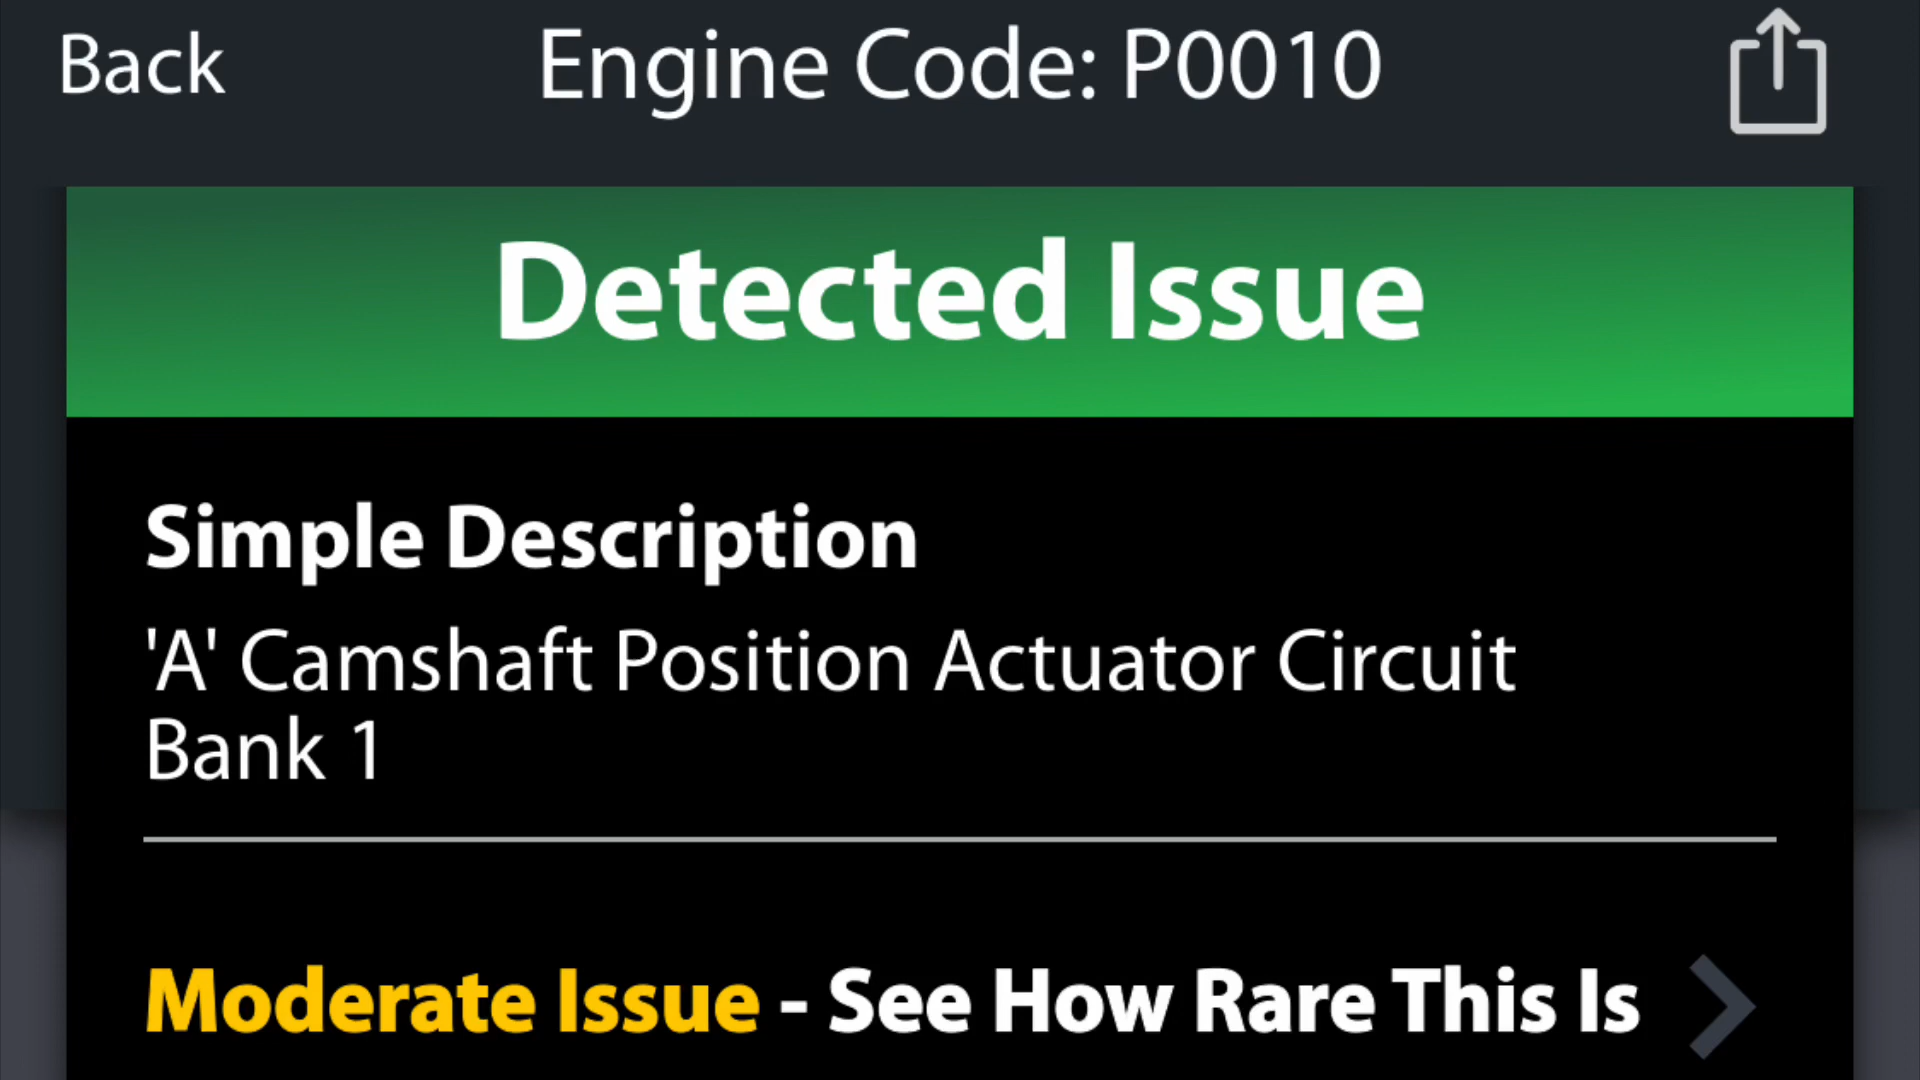 Back
Engine Code: P0010
Detected Issue
Simple Description
'A' Camshaft Position Actuator Circuit
Bank 1
Moderate Issue - See How Rare This Is